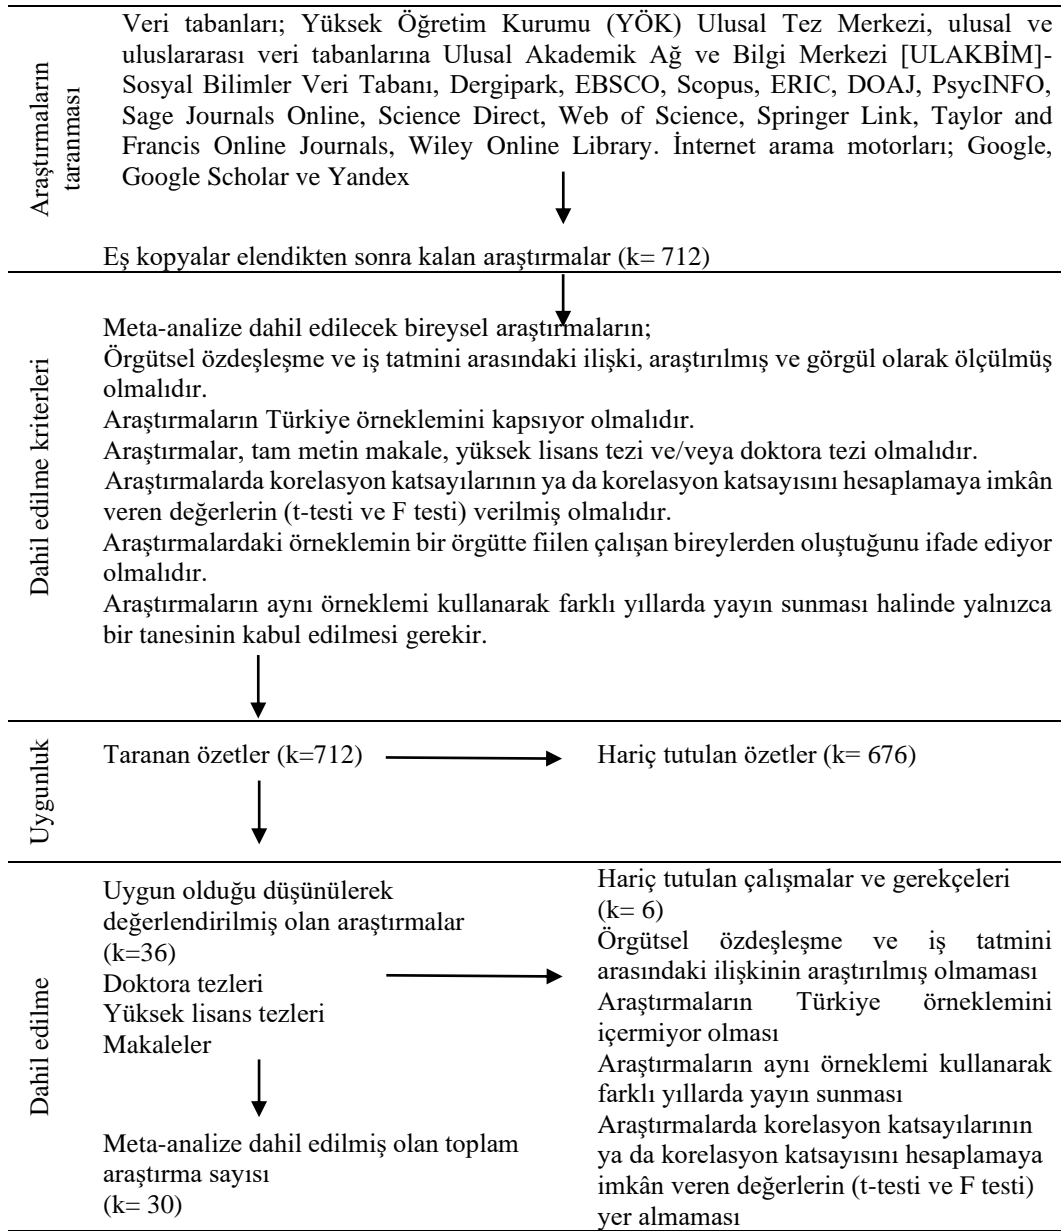 Araştırmaların
taranması
Veri tabanları; Yüksek Öğretim Kurumu (YÖK) Ulusal Tez Merkezi, ulusal ve
uluslararası veri tabanlarına Ulusal Akademik Ağ ve Bilgi Merkezi [ULAKBİM]-
Sosyal Bilimler Veri Tabanı, Dergipark, EBSCO, Scopus, ERIC, DOAJ, PsycINFO,
Sage Journals Online, Science Direct, Web of Science, Springer Link, Taylor and
Francis Online Journals, Wiley Online Library. İnternet arama motorları; Google,
Google Scholar ve Yandex
Eş kopyalar elendikten sonra kalan araştırmalar (k= 712)
Dahil edilme kriterleri
Meta-analize dahil edilecek bireysel araştırmaların;
Örgütsel özdeşleşme ve iş tatmini arasındaki ilişki, araştırılmış ve görgül olarak ölçülmüş
olmalıdır.
Araştırmaların Türkiye örneklemini kapsıyor olmalıdır.
Araştırmalar, tam metin makale, yüksek lisans tezi ve/veya doktora tezi olmalıdır.
Araştırmalarda korelasyon katsayılarının ya da korelasyon katsayısını hesaplamaya imkân
veren değerlerin (t-testi ve F testi) verilmiş olmalıdır.
Araştırmalardaki örneklemin bir örgütte fiilen çalışan bireylerden oluştuğunu ifade ediyor
olmalıdır.
Araştırmaların aynı örneklemi kullanarak farklı yıllarda yayın sunması halinde yalnızca
bir tanesinin kabul edilmesi gerekir.
Uygunluk
Taranan özetler (k=712)
Hariç tutulan özetler (k= 676)
Dahil edilme
Uygun olduğu düşünülerek
değerlendirilmiş olan araştırmalar
(k=36)
Doktora tezleri
Yüksek lisans tezleri
Makaleler
Meta-analize dahil edilmiş olan toplam
araştırma sayısı
(k= 30)
Hariç tutulan çalışmalar ve gerekçeleri
(k= 6)
Örgütsel özdeşleşme ve iş tatmini
arasındaki ilişkinin araştırılmış olmaması
Araştırmaların Türkiye örneklemini
içermiyor olması
Araştırmaların aynı örneklemi kullanarak
farklı yıllarda yayın sunması
Araştırmalarda korelasyon katsayılarının
ya da korelasyon katsayısını hesaplamaya
imkân veren değerlerin (t-testi ve F testi)
yer almaması